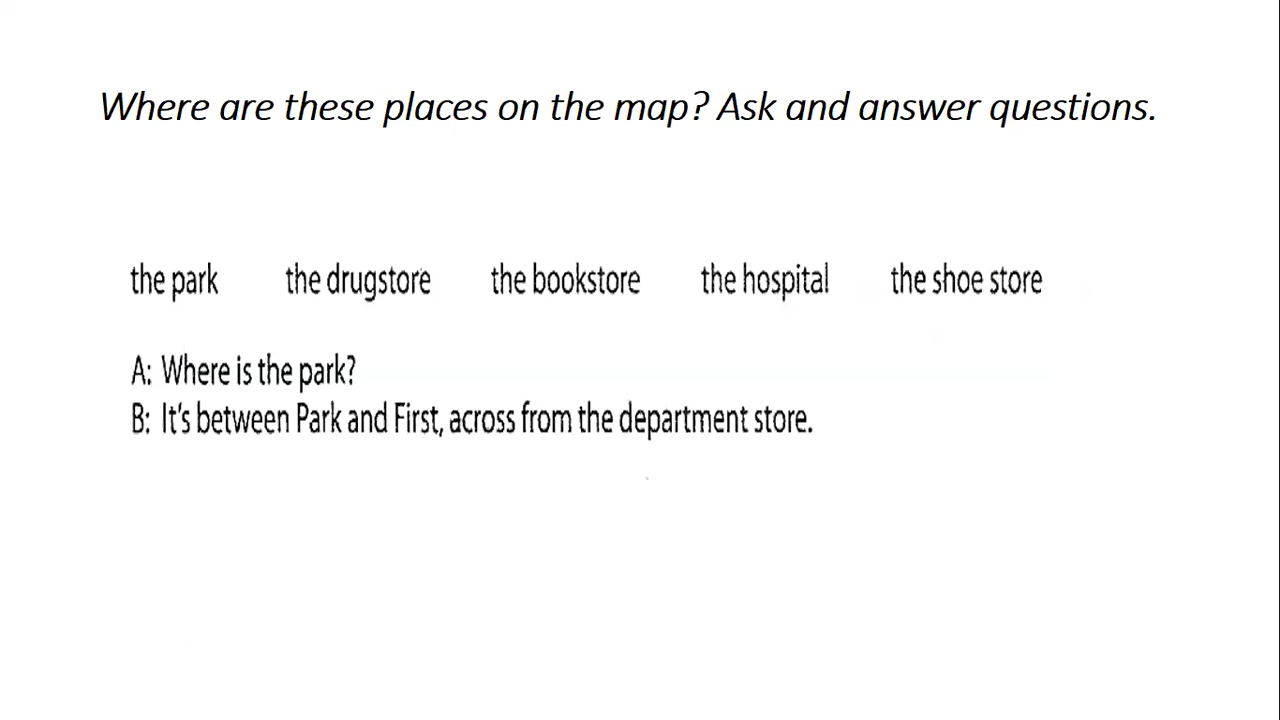 Where are these places on the map? Ask and answer questions.
the park the drugstore the bookstore the hospital the shoe store
A: Where is the park?
B: It's between Park and First, across from the department store.